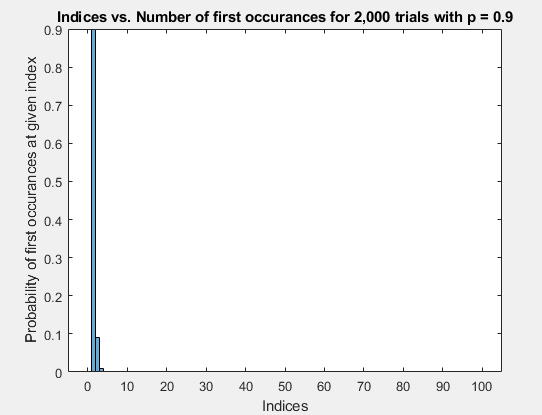 Indices vs. Number of first occurances for 2,000 trials with p = 0.9
Probability of first occurances at given index
0.9
0.8
0.7
0.6
0.5
0.4
0.3
0.2
0.1
0
0 10 20 30 40 50 60 70 80 90 100
Indices